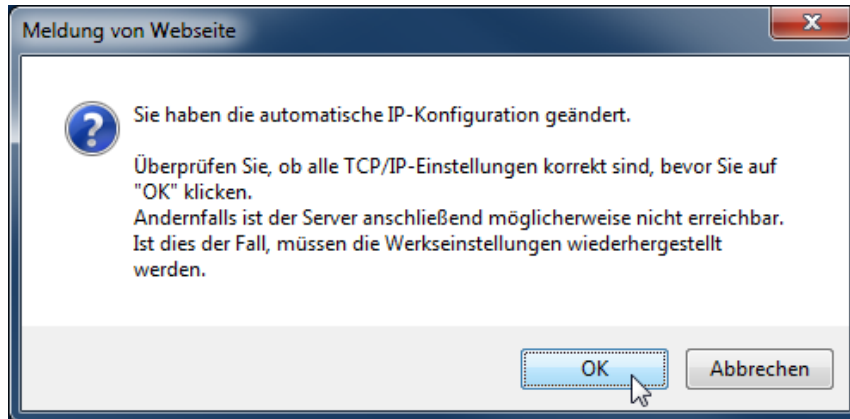 Meldung von Webseite
Sie haben die automatische IP-Konfiguration geändert.
Überprüfen Sie, ob alle TCP/IP-Einstellungen korrekt sind, bevor Sie auf
"OK" klicken.
Andernfalls ist der Server anschließend möglicherweise nicht erreichbar.
Ist dies der Fall, müssen die Werkseinstellungen wiederhergestellt
werden.
OK
Abbrechen